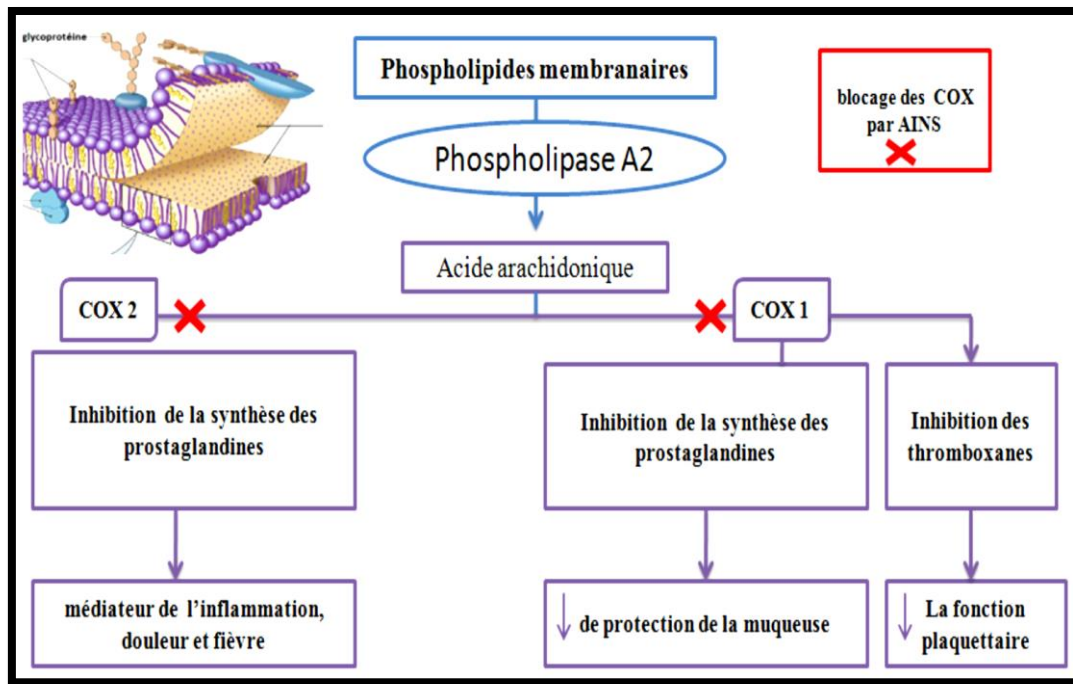 glycoprotéine
Phospholipides membranaires
blocage des COX
par AINS
Phospholipase A2
Acide arachidonique
COX 2
COX 1
Inhibition de la synthèse des
prostaglandines
Inhibition de la synthèse des
prostaglandines
Inhibition des
thromboxanes
médiateur de l'inflammation,
douleur et fièvre
de protection de la muqueuse
La fonction
plaquettaire